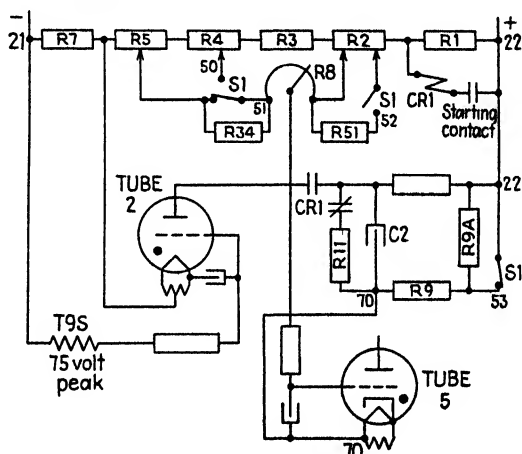 - +
21 R7 R5 R4 R3 R2 R1 22
50 S1 R8 S1 CR1
51 52 Starting
contact
R34 R51
TUBE
2
CR1 22
R11 C2 R9A S1
70 R9 53
T9S
75 volt
peak
TUBE
5
70